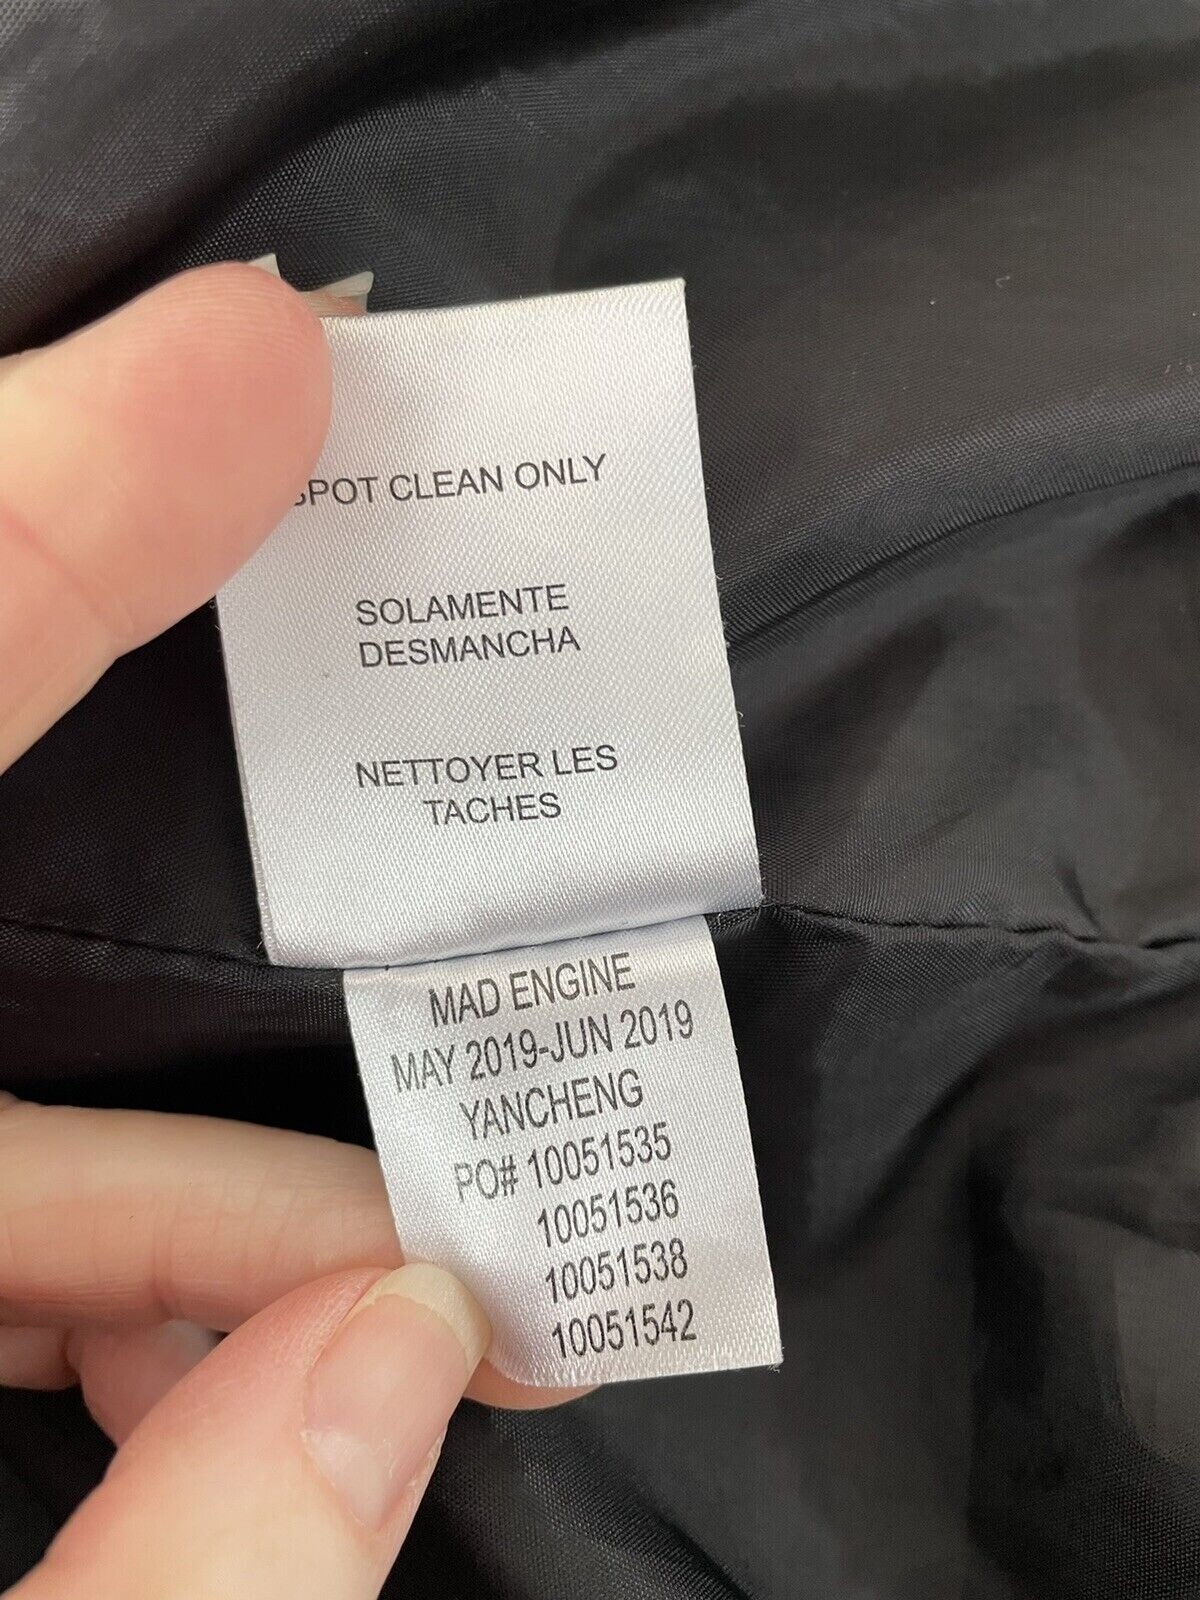 SPOT CLEAN ONLY
SOLAMENTE
DESMANCHA
NETTOYER LES
TACHES
MAD ENGINE
MAY 2019-JUN 2019
YANCHENG
PO# 10051535
10051536
10051538
10051542